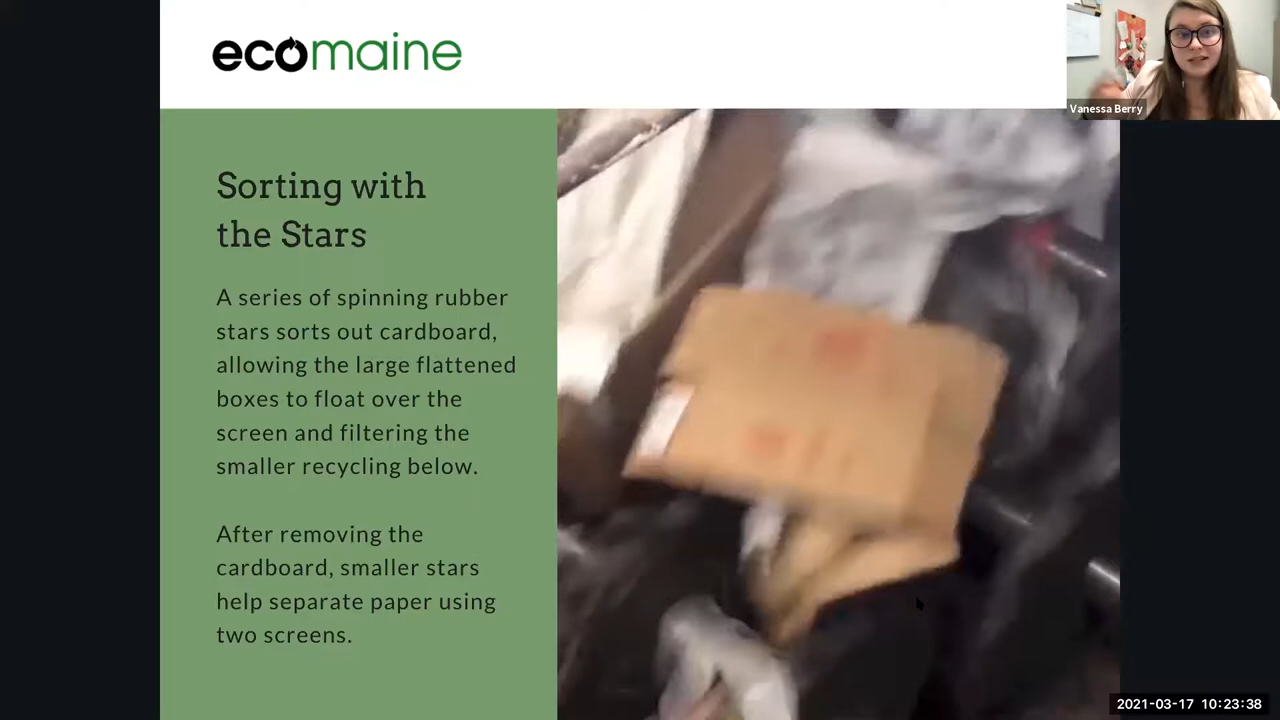 ecomaine
Vanessa Berry
Sorting with
the Stars
A series of spinning rubber
stars sorts out cardboard,
allowing the large flattened
boxes to float over the
screen and filtering the
smaller recycling below.
After removing the
cardboard, smaller stars
help separate paper using
two screens.
2021-03-17 10:23:38